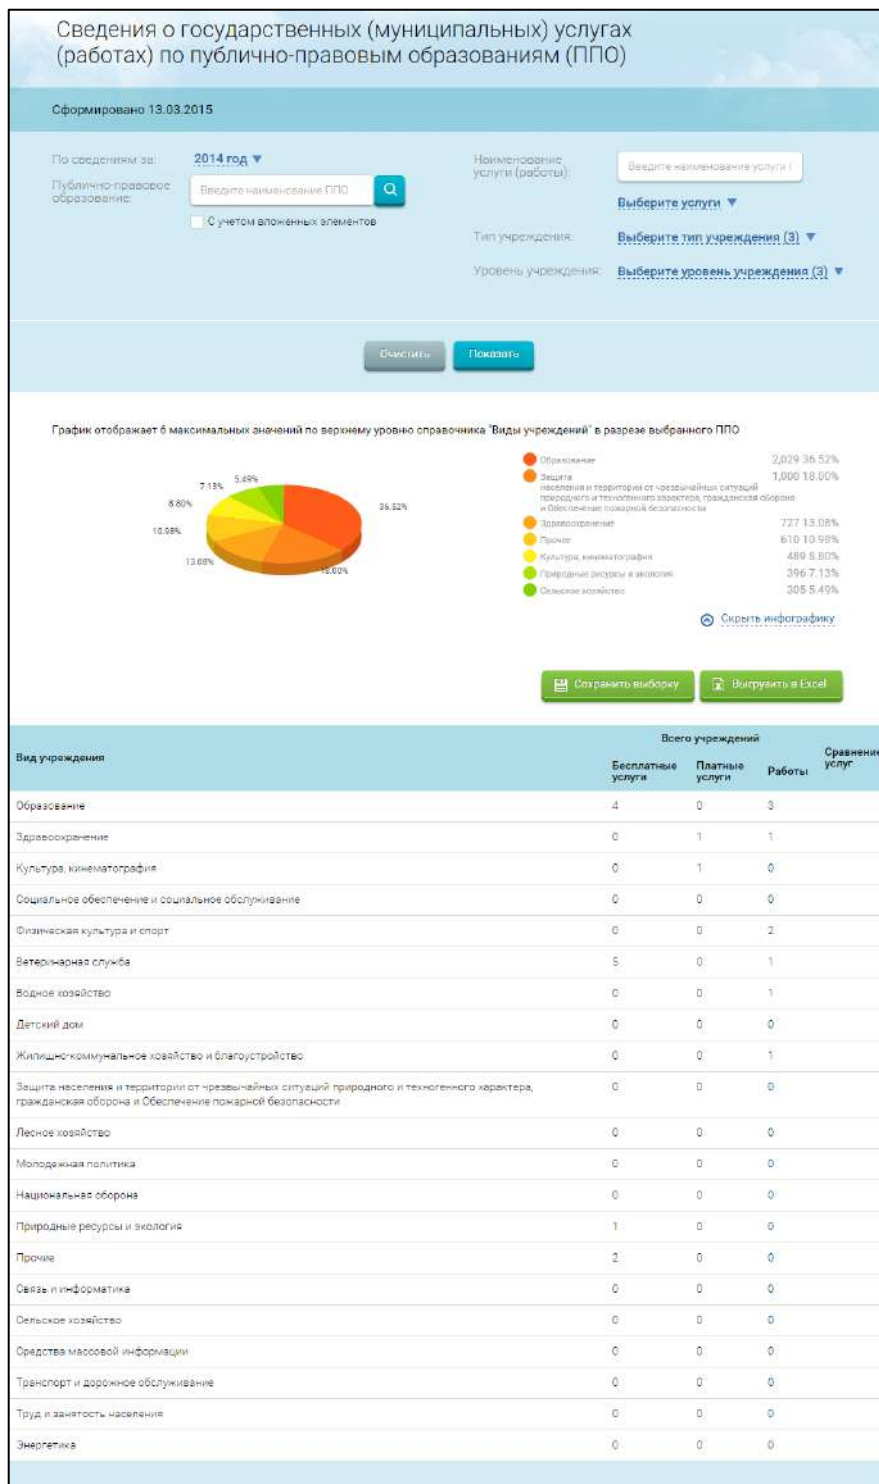 Сведения о государственных (муниципальных) услугах
(работах) по публично-правовым образованиям (ППО)
Сформировано 13.03.2015
По сведениям за:
2014 год ▼
Публично-правовое
образование:
Введите наименование ППО
С учетом вложенных элементов
Наименование
услуги (работы):
Введите наименование услуги (
Выберите услуги ▼
Тип учреждения:
Выберите тип учреждения (3) ▼
Уровень учреждения:
Выберите уровень учреждения (3) ▼
Очистить
Показать
График отображает 6 максимальных значений по верхнему уровню справочника "Виды учреждений" в разрезе выбранного ППО
5.49%
7.13%
8.80%
10.98%
13.08%
18.00%
36.52%
Образование 2,029 36.52%
Защита 1,000 18.00%
населения и территории от чрезвычайных ситуаций
природного и техногенного характера, гражданская оборона
и Обеспечение пожарной безопасности
Здравоохранение 727 13.08%
Прочее 610 10.98%
Культура, кинематография 489 8.80%
Природные ресурсы и экология 396 7.13%
Сельское хозяйство 305 5.49%
Скрыть инфографику
Сохранить выборку
Выгрузить в Excel
Вид учреждения
Всего учреждений
Бесплатные
услуги
Платные
услуги
Работы
Сравнение
услуг
Образование 4 0 3
Здравоохранение 0 1 1
Культура, кинематография 0 1 0
Социальное обеспечение и социальное обслуживание 0 0 0
Физическая культура и спорт 0 0 2
Ветеринарная служба 5 0 1
Водное хозяйство 0 0 1
Детский дом 0 0 0
Жилищно-коммунальное хозяйство и благоустройство 0 0 1
Защита населения и территории от чрезвычайных ситуаций природного и техногенного характера, 0 0 0
гражданская оборона и Обеспечение пожарной безопасности
Лесное хозяйство 0 0 0
Молодежная политика 0 0 0
Национальная оборона 0 0 0
Природные ресурсы и экология 1 0 0
Прочие 2 0 0
Связь и информатика 0 0 0
Сельское хозяйство 0 0 0
Средства массовой информации 0 0 0
Транспорт и дорожное обслуживание 0 0 0
Труд и занятость населения 0 0 0
Энергетика 0 0 0